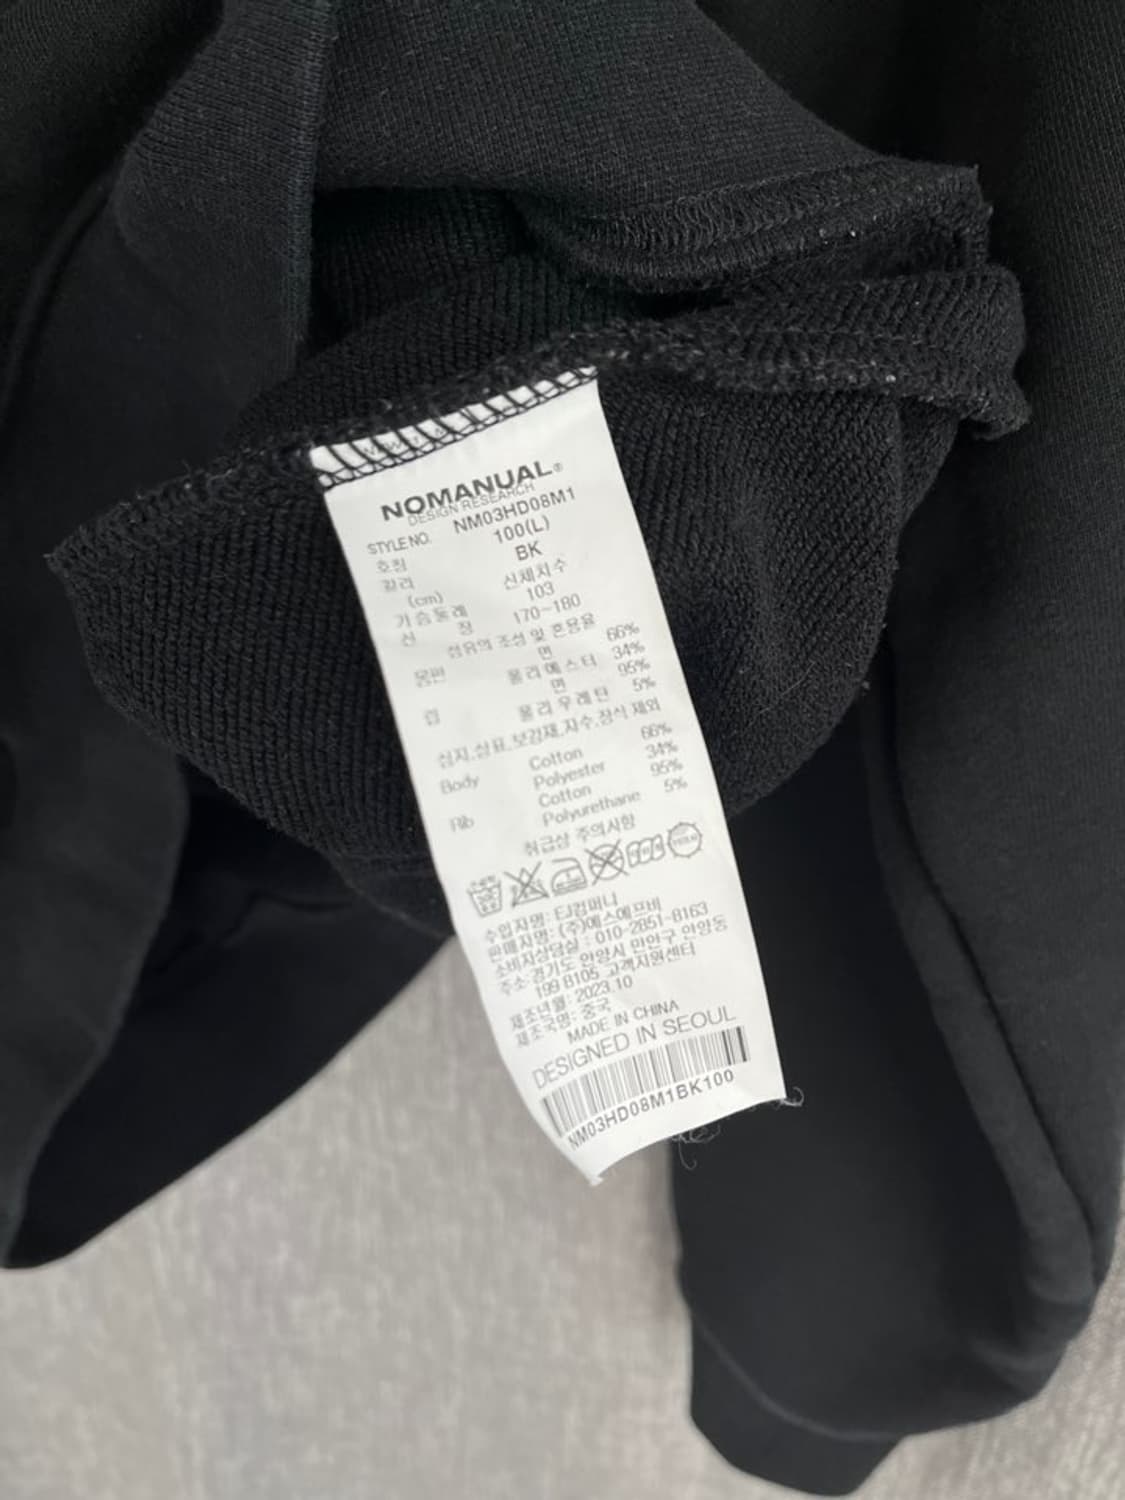 NOMANUAL®
DESIGN RESEARCH
STYLE NO. NM03HD08M1
호칭 100(L)
칼라 BK
(cm) 신체치수
가슴둘레 103
신 장 170~180
섬유의 조성 및 혼용율
몸판 면 66%
폴리에스터 34%
립 면 95%
폴리우레탄 5%
심지,상표,보강재,자수,장식 제외
Body Cotton 66%
Polyester 34%
Rib Cotton 95%
Polyurethane 5%
취급상 주의사항
수입자명: EJ컴퍼니
판매자명: (주)에스에프비
소비자상담실 : 010-2851-8163
주소:경기도 안양시 만안구 안양동
199 B105 고객지원센터
제조년월: 2023.10
제조국명: 중국
MADE IN CHINA
DESIGNED IN SEOUL
NM03HD08M1BK100